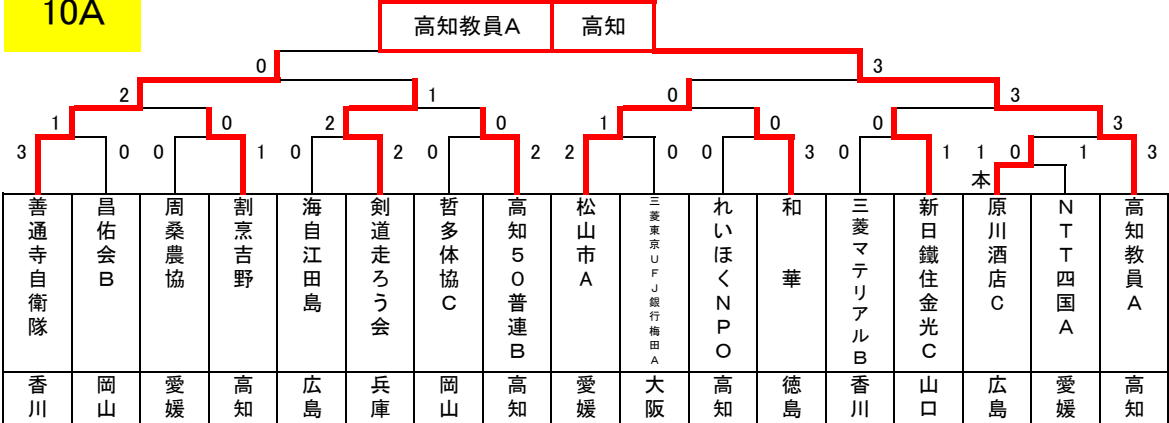 10A
高知教員A 高知
0 3
2 1 0 3
1 0 2 0 1 0 0 3
3 0 0 1 0 2 0 2 2 0 0 3 0 1 1 0 1 3
本
善通寺自衛隊
昌佑会B
周桑農協
割烹吉野
海自江田島
剣道走ろう会
哲多体協C
高知50普連B
松山市A
三菱東京UFJ銀行梅田A
れいほくNPO
和華
三菱マテリアルB
新日鐵住金光C
原川酒店C
NTT四国A
高知教員A
香川 岡山 愛媛 高知 広島 兵庫 岡山 高知 愛媛 大阪 高知 徳島 香川 山口 広島 愛媛 高知